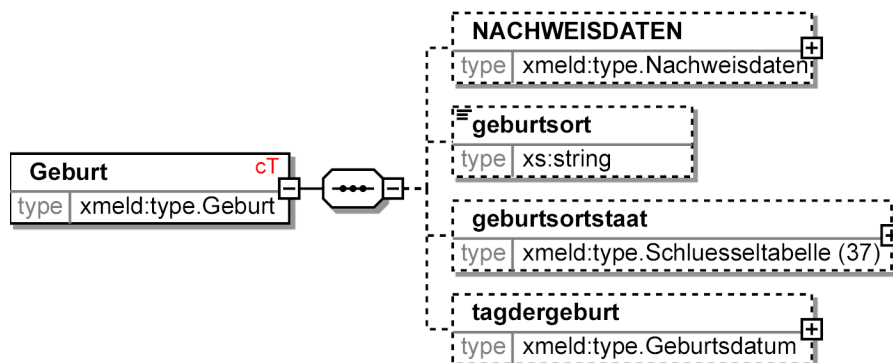 NACHWEISDATEN
type xmeld:type.Nachweisdaten
geburtsort
type xs:string
Geburt cT
type xmeld:type.Geburt
geburtsortstaat
type xmeld:type.Schluesseltabelle (37)
tagdergeburt
type xmeld:type.Geburtsdatum